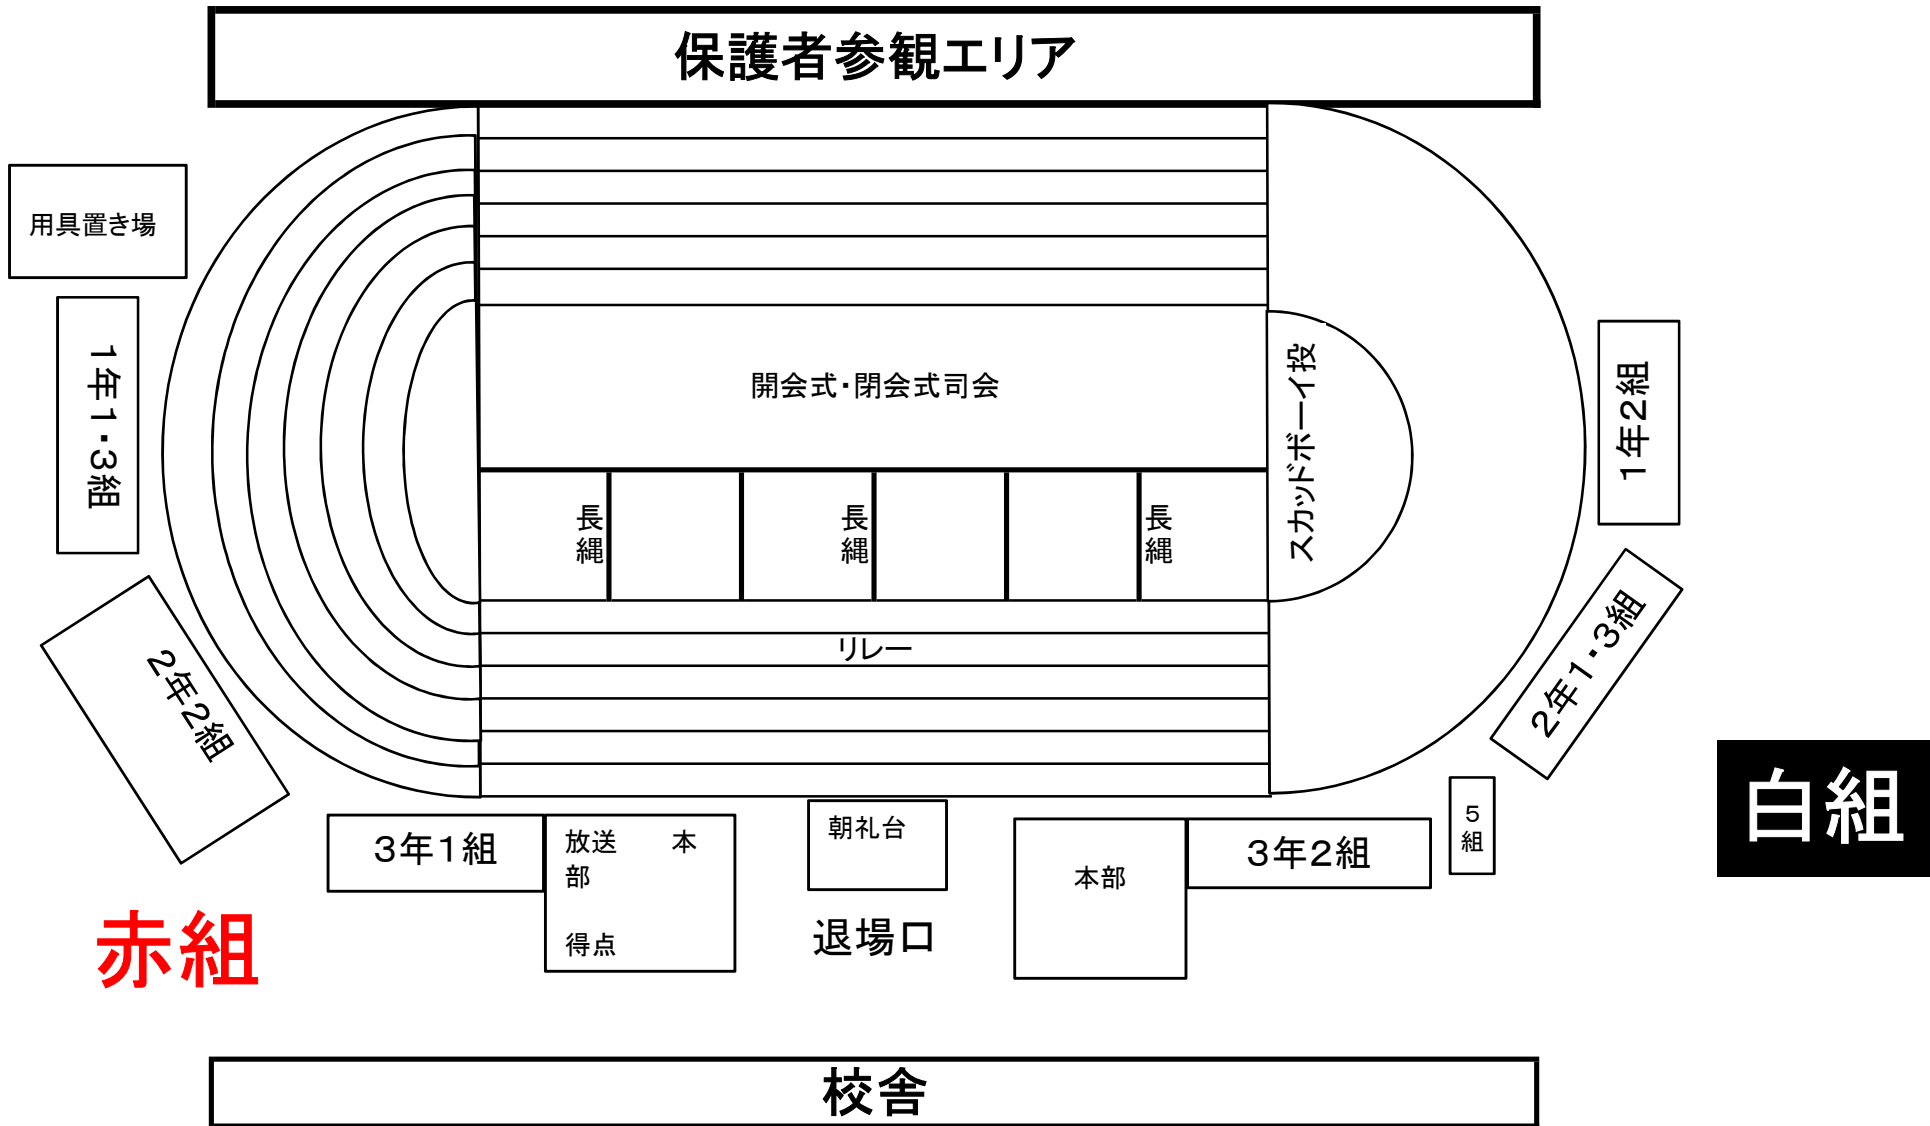 保護者参観エリア
用具置き場
開会式・閉会式司会
スカッドボーイ投
1年1・3組
1年2組
長縄
長縄
長縄
リレー
2年2組
2年1・3組
白組
3年1組
放送 本
部
得点
朝礼台
本部
3年2組
5
組
赤組
退場口
校舎